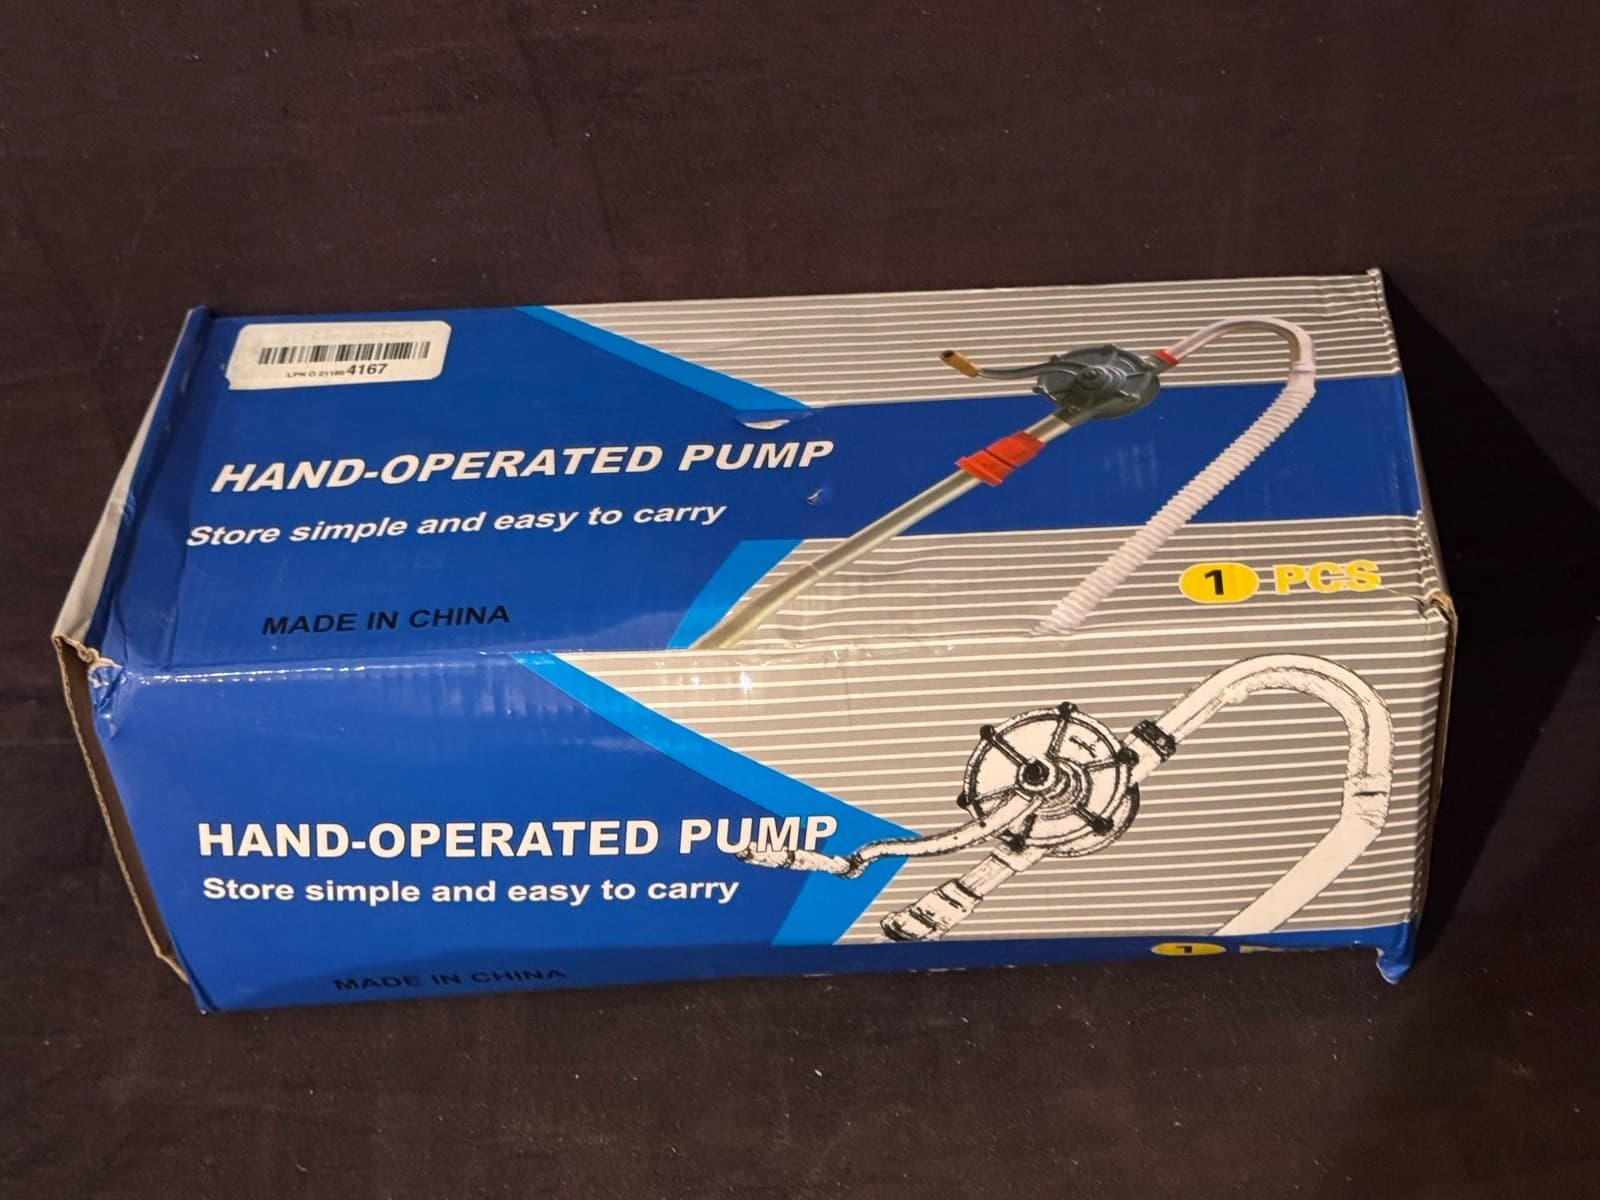 4167
HAND-OPERATED PUMP
Store simple and easy to carry
MADE IN CHINA
1 PCS
HAND-OPERATED PUMP
Store simple and easy to carry
MADE IN CHINA
1